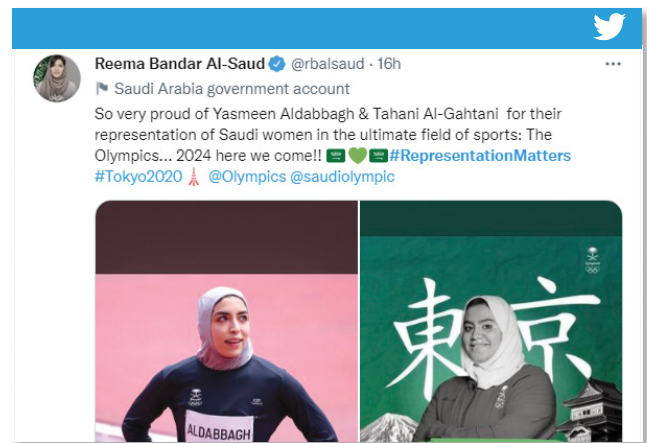 Reema Bandar Al-Saud @rbalsaud · 16h
Saudi Arabia government account
So very proud of Yasmeen Aldabbagh & Tahani Al-Gahtani for their
representation of Saudi women in the ultimate field of sports: The
Olympics... 2024 here we come!! 🇸🇦💚🇸🇦#RepresentationMatters
#Tokyo2020 🗼 @Olympics @saudiolympic
ALDABBAGH
東京